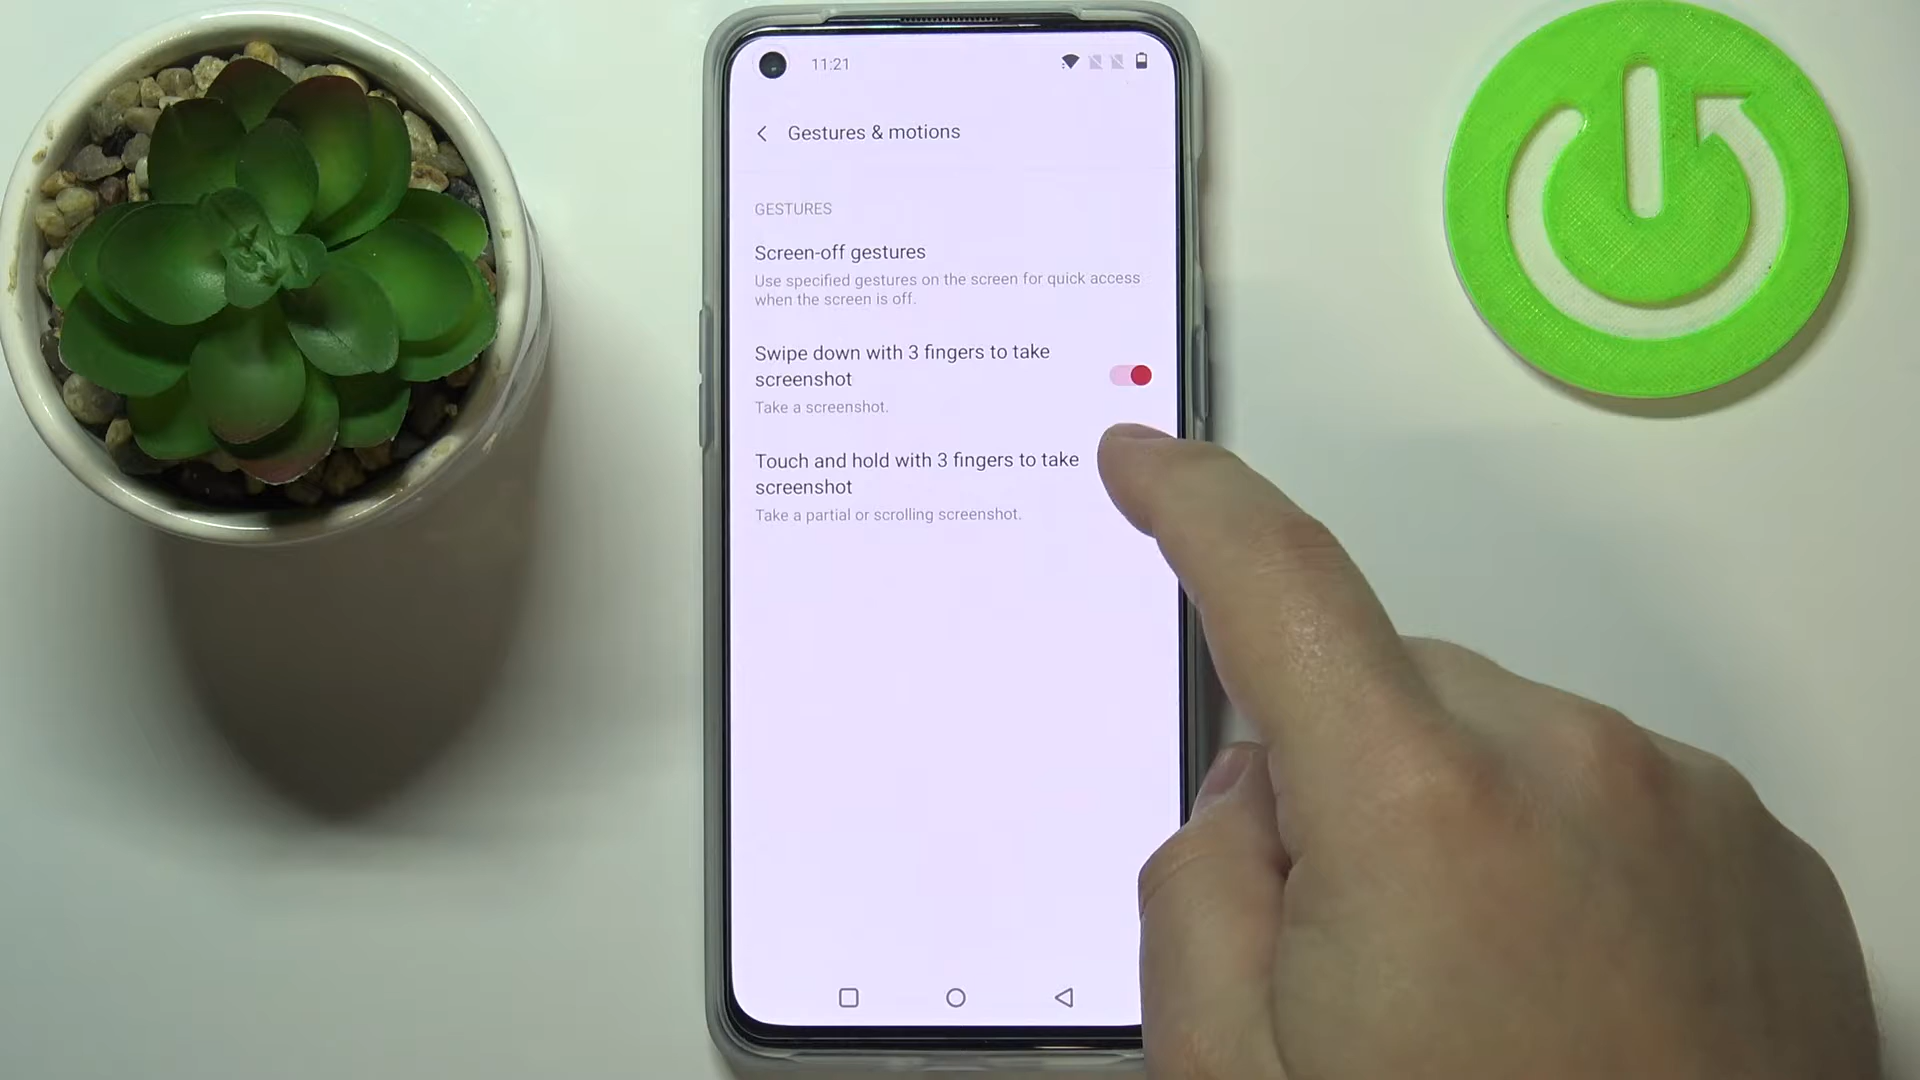 11:21
Gestures & motions
GESTURES
Screen-off gestures
Use specified gestures on the screen for quick access
when the screen is off.
Swipe down with 3 fingers to take
screenshot
Take a screenshot.
Touch and hold with 3 fingers to take
screenshot
Take a partial or scrolling screenshot.